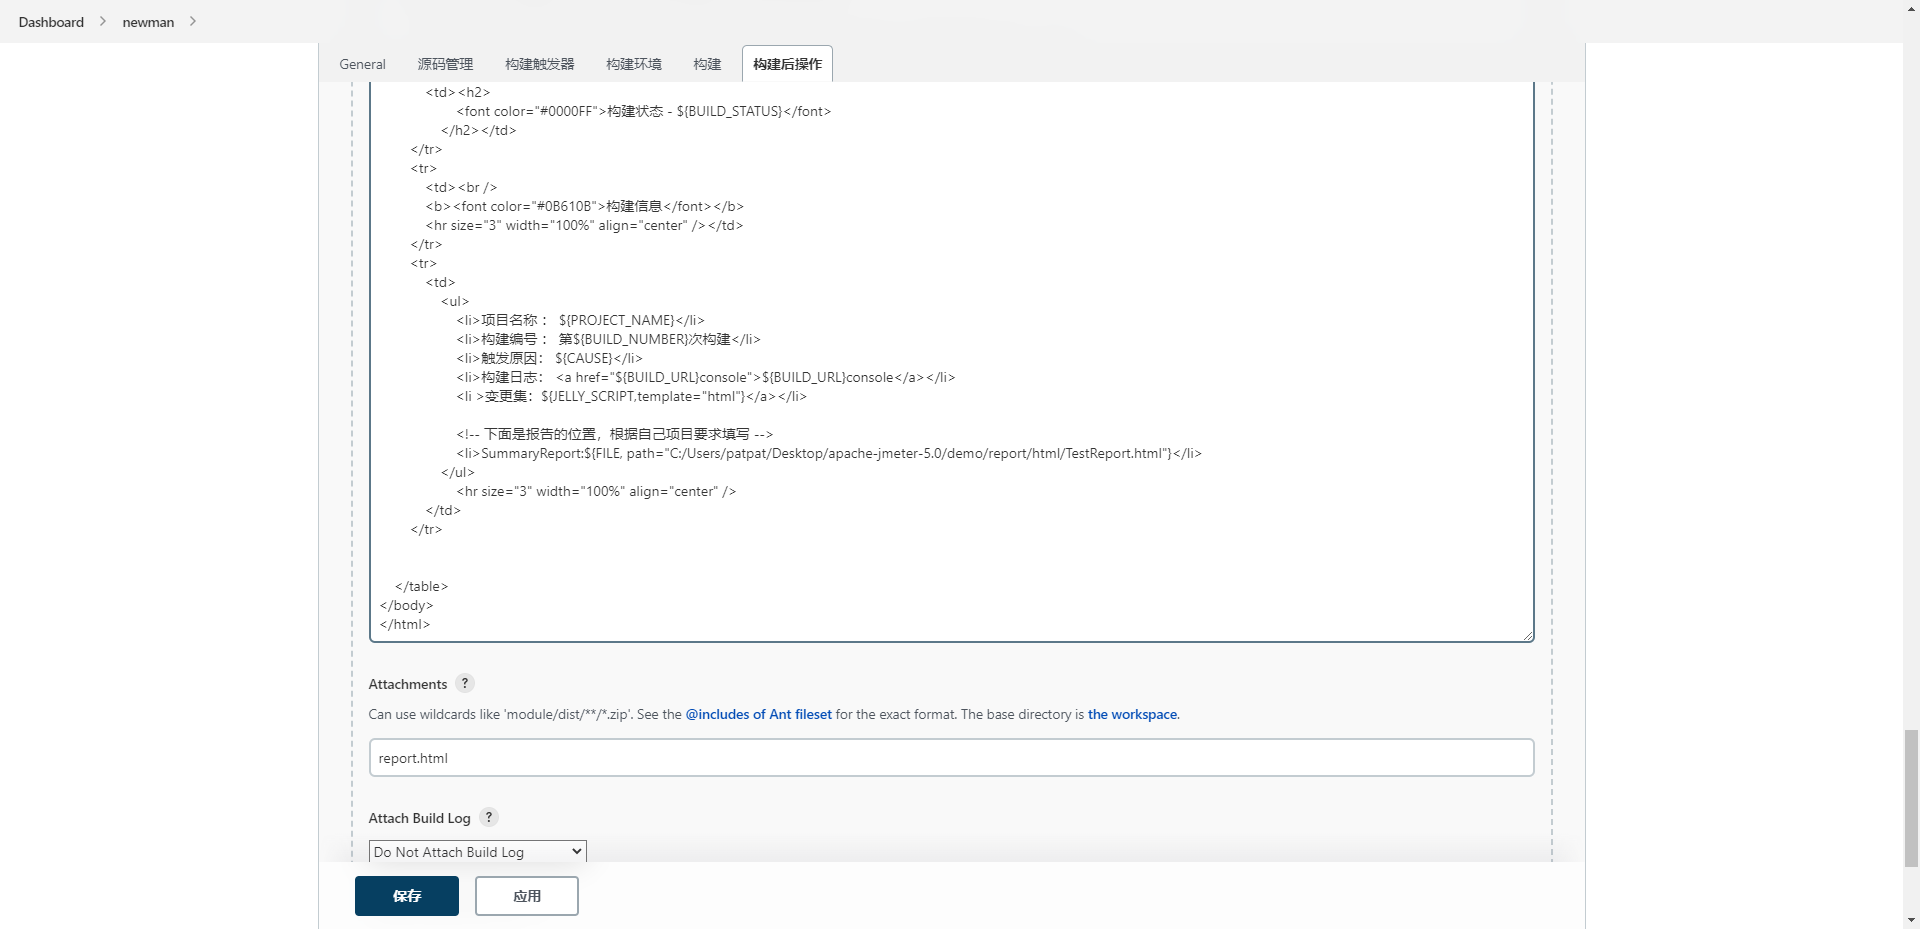 Dashboard newman
General 源码管理 构建触发器 构建环境 构建 构建后操作
<td><h2>
<font color="#0000FF">构建状态 - ${BUILD_STATUS}</font>
</h2></td>
</tr>
<tr>
<td><br />
<b><font color="#0B610B">构建信息</font></b>
<hr size="3" width="100%" align="center" /></td>
</tr>
<tr>
<td>
<ul>
<li>项目名称 ： ${PROJECT_NAME}</li>
<li>构建编号 ： 第${BUILD_NUMBER}次构建</li>
<li>触发原因： ${CAUSE}</li>
<li>构建日志： <a href="${BUILD_URL}console">${BUILD_URL}console</a></li>
<li >变更集：${JELLY_SCRIPT,template="html"}</a></li>
<!-- 下面是报告的位置，根据自己项目要求填写 -->
<li>SummaryReport:${FILE, path="C:/Users/patpat/Desktop/apache-jmeter-5.0/demo/report/html/TestReport.html"}</li>
</ul>
<hr size="3" width="100%" align="center" />
</td>
</tr>
</table>
</body>
</html>
Attachments ?
Can use wildcards like 'module/dist/**/*.zip'. See the @includes of Ant fileset for the exact format. The base directory is the workspace.
report.html
Attach Build Log ?
Do Not Attach Build Log
保存 应用